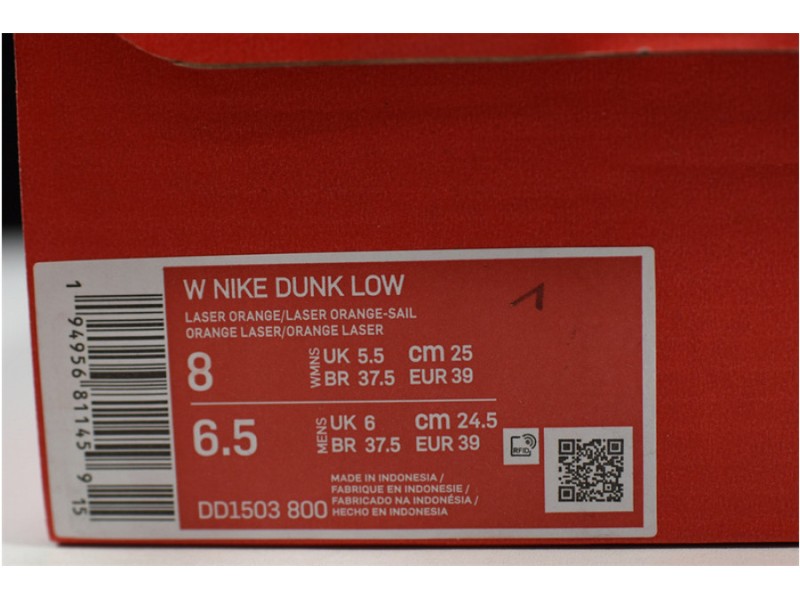 W NIKE DUNK LOW
LASER ORANGE/LASER ORANGE-SAIL
ORANGE LASER/ORANGE LASER
8 WMNS UK 5.5 cm 25
BR 37.5 EUR 39
6.5 MENS UK 6 cm 24.5
BR 37.5 EUR 39
RFID
DD1503 800
MADE IN INDONESIA /
FABRIQUE EN INDONESIE /
FABRICADO NA INDONÉSIA /
HECHO EN INDONESIA
1 94956 81145 9 15